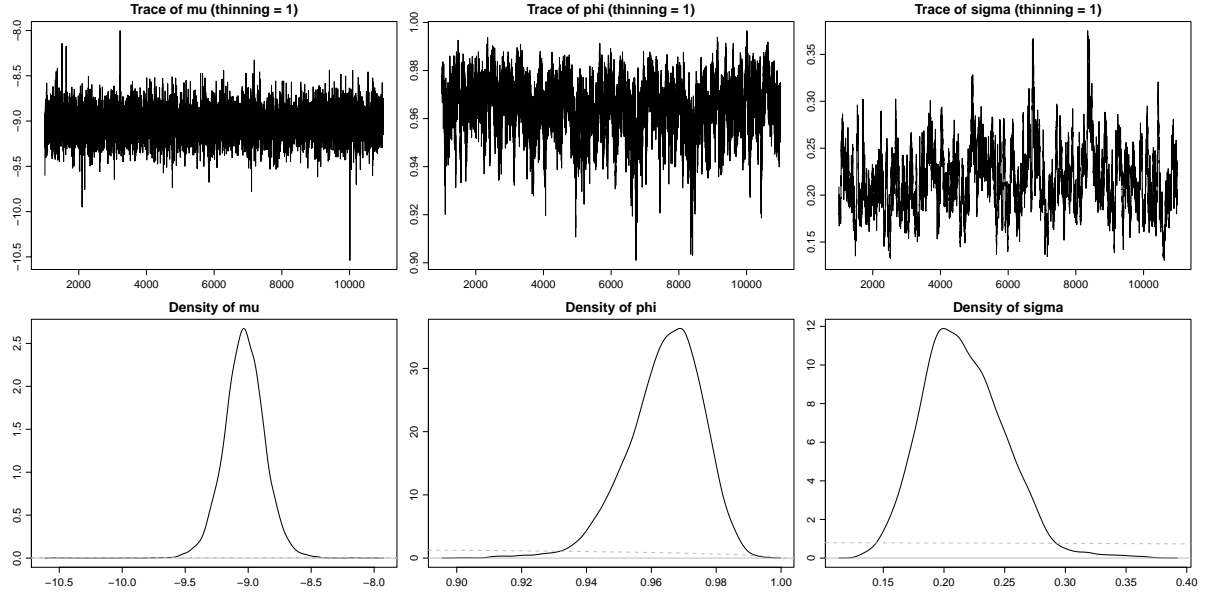 Trace of mu (thinning = 1)
−8.0
−8.5
−9.0
−9.5
−10.0
−10.5
2000 4000 6000 8000 10000
Trace of phi (thinning = 1)
1.00
0.98
0.96
0.94
0.92
0.90
2000 4000 6000 8000 10000
Trace of sigma (thinning = 1)
0.35
0.30
0.25
0.20
0.15
2000 4000 6000 8000 10000
Density of mu
2.5
2.0
1.5
1.0
0.5
0.0
−10.5 −10.0 −9.5 −9.0 −8.5 −8.0
Density of phi
30
20
10
0
0.90 0.92 0.94 0.96 0.98 1.00
Density of sigma
12
10
8
6
4
2
0
0.15 0.20 0.25 0.30 0.35 0.40